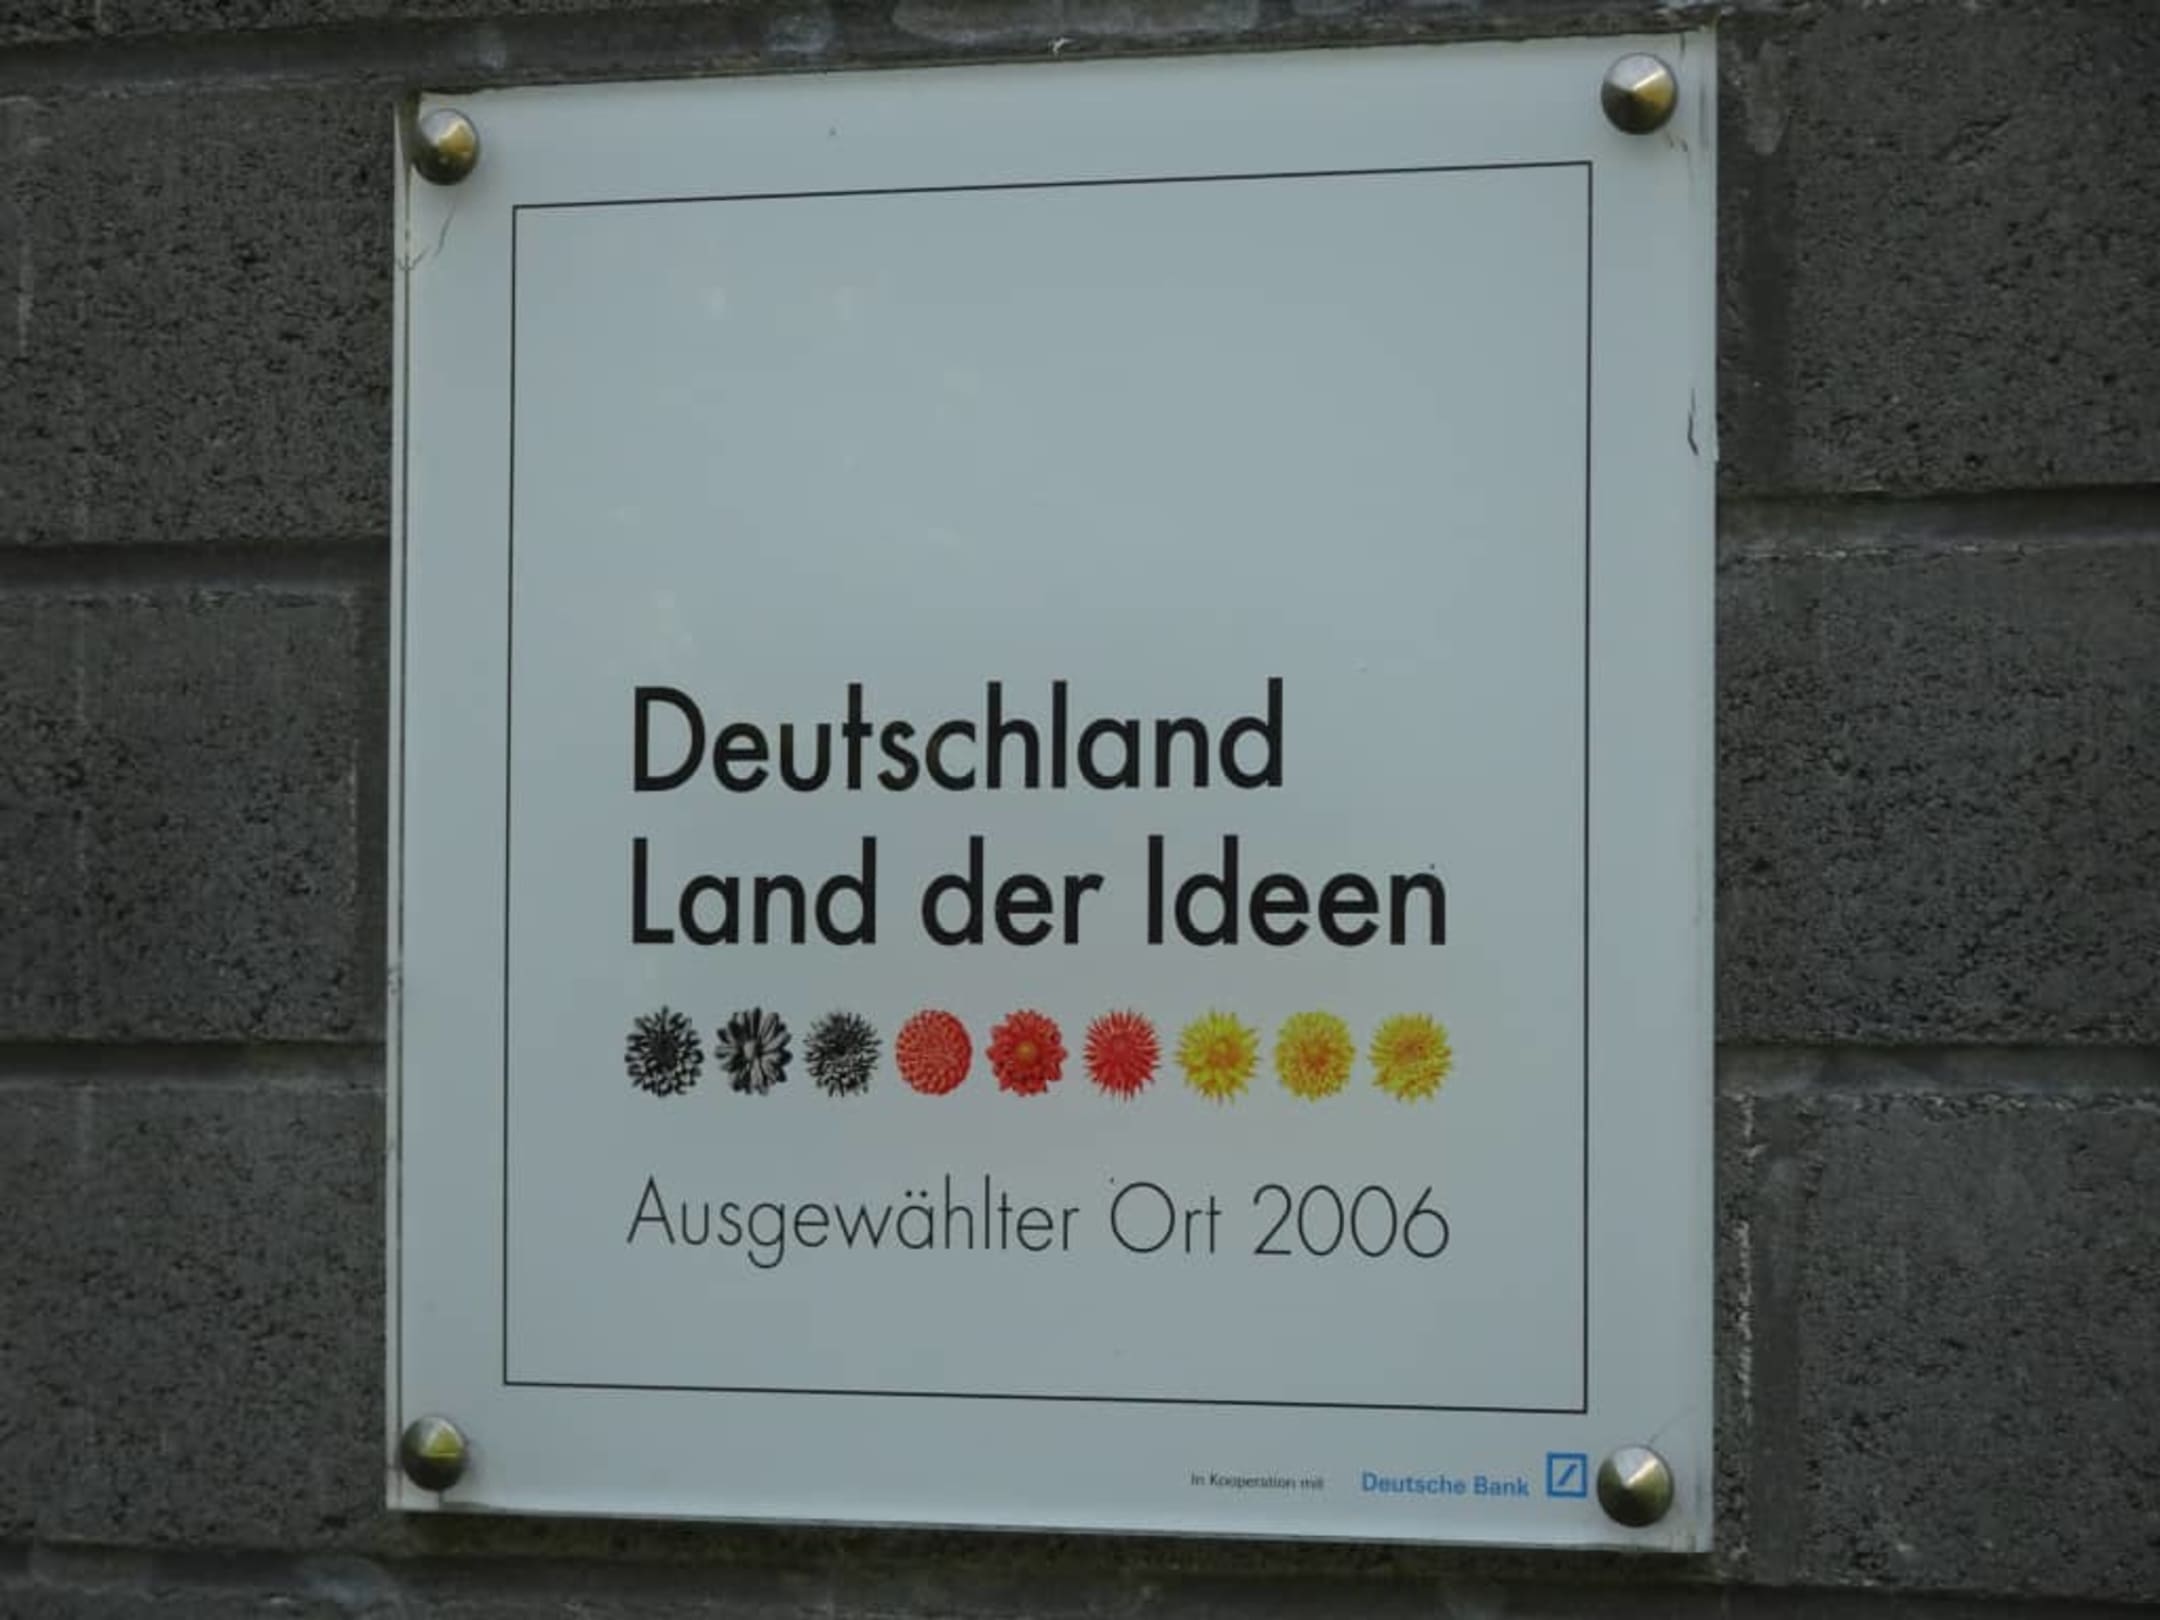 Deutschland
Land der Ideen
Ausgewählter Ort 2006
In Kooperation mit Deutsche Bank